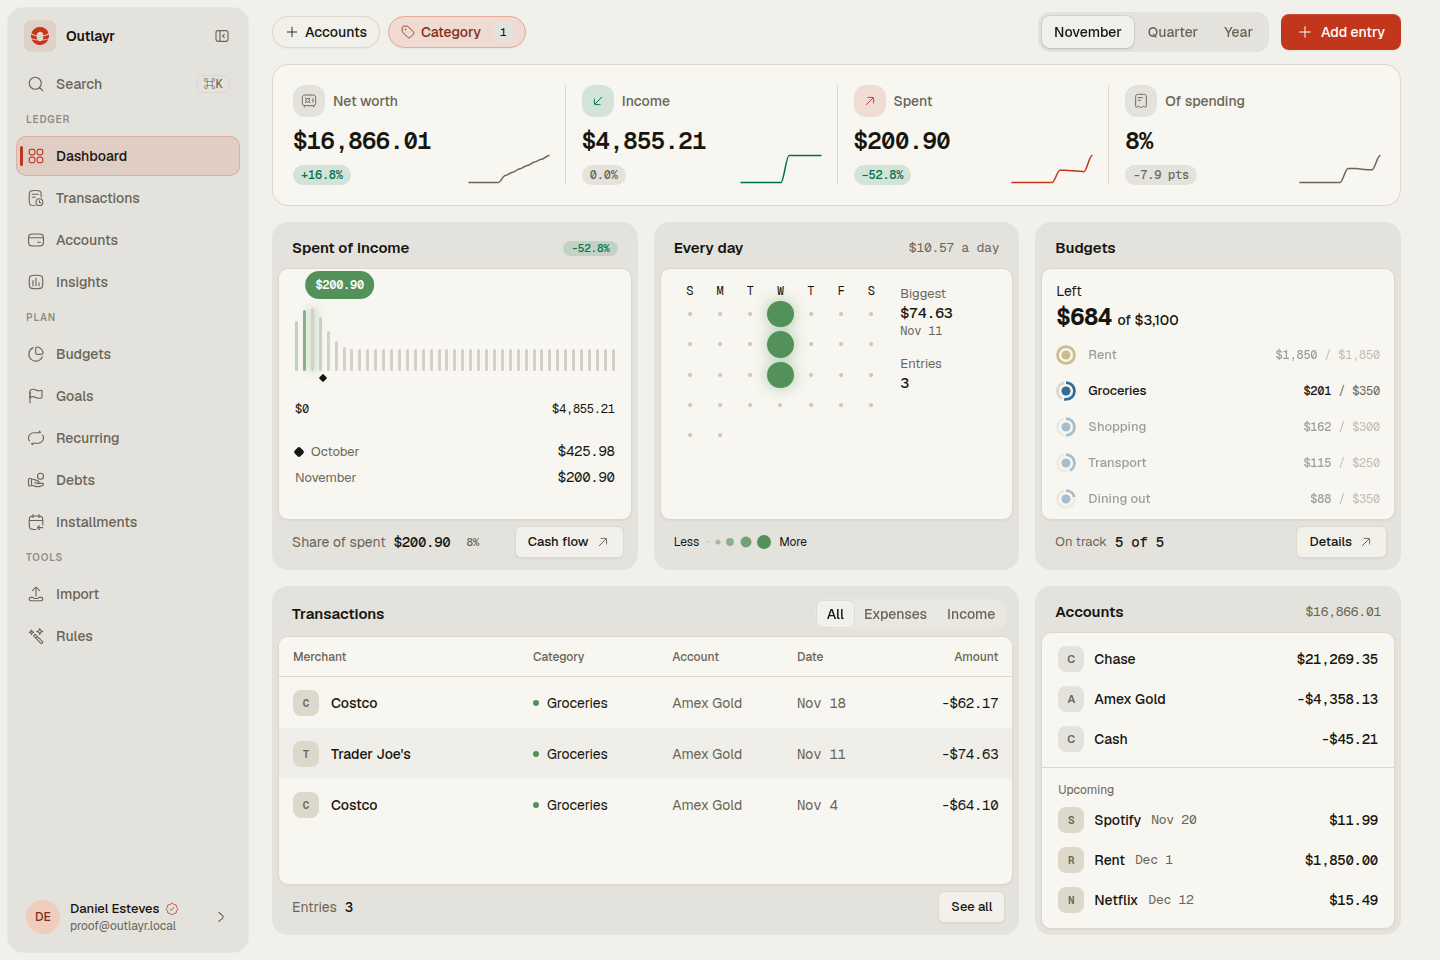 Outlayr
Search ⌘K
LEDGER
Dashboard
Transactions
Accounts
Insights
PLAN
Budgets
Goals
Recurring
Debts
Installments
TOOLS
Import
Rules
DE
Daniel Esteves
proof@outlayr.local
Accounts
Category 1
November Quarter Year
Add entry
Net worth
$16,866.01
+16.8%
Income
$4,855.21
0.0%
Spent
$200.90
-52.8%
Of spending
8%
-7.9 pts
Spent of income -52.8%
$200.90
$0 $4,855.21
October $425.98
November $200.90
Share of spent $200.90 8%
Cash flow
Every day $10.57 a day
S M T W T F S
Biggest
$74.63
Nov 11
Entries
3
Less More
Budgets
Left
$684 of $3,100
Rent $1,850 / $1,850
Groceries $201 / $350
Shopping $162 / $300
Transport $115 / $250
Dining out $88 / $350
On track 5 of 5
Details
Transactions
All Expenses Income
Merchant Category Account Date Amount
C Costco Groceries Amex Gold Nov 18 -$62.17
T Trader Joe's Groceries Amex Gold Nov 11 -$74.63
C Costco Groceries Amex Gold Nov 4 -$64.10
Entries 3
See all
Accounts $16,866.01
C Chase $21,269.35
A Amex Gold -$4,358.13
C Cash -$45.21
Upcoming
S Spotify Nov 20 $11.99
R Rent Dec 1 $1,850.00
N Netflix Dec 12 $15.49